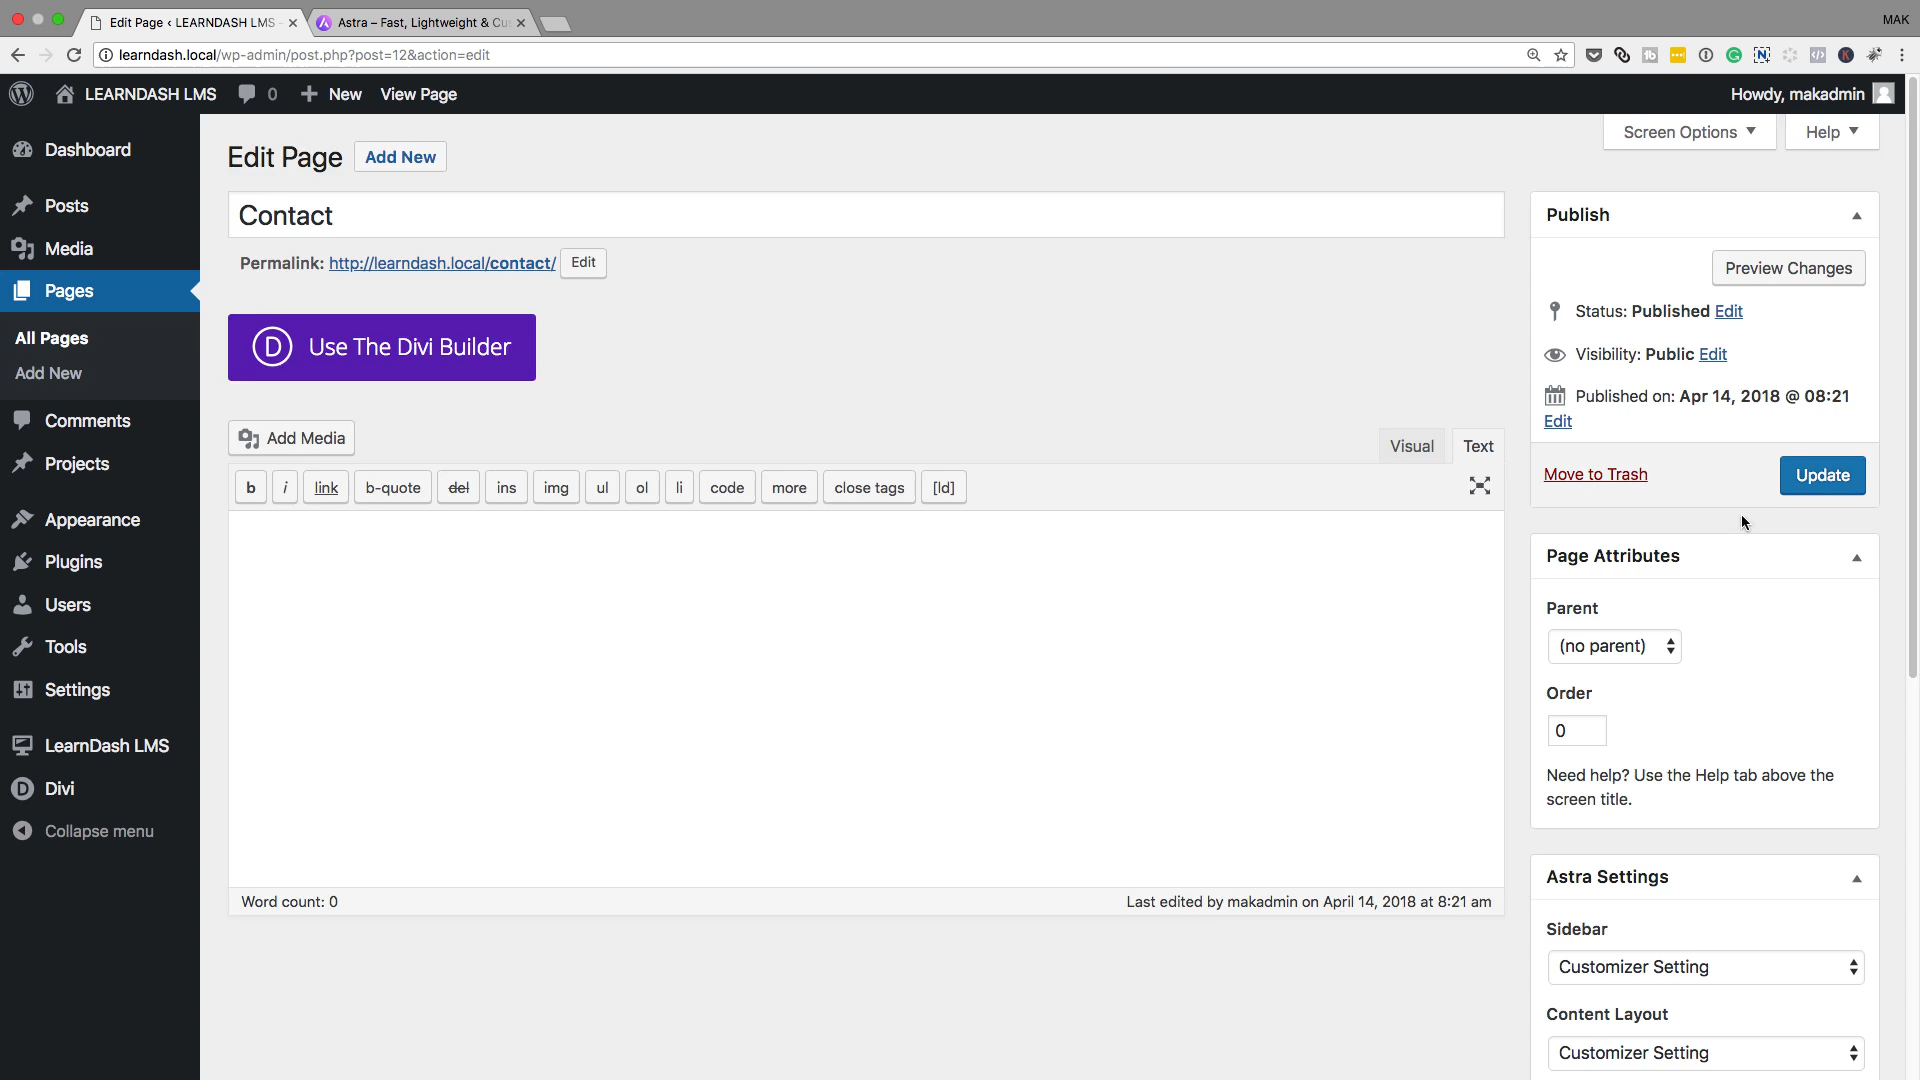 Edit Page ‹ LEARNDASH LMS
Astra – Fast, Lightweight & Cu
MAK
learndash.local/wp-admin/post.php?post=12&action=edit
LEARNDASH LMS
0
New
View Page
Howdy, makadmin
Screen Options
Help
Dashboard
Posts
Media
Pages
All Pages
Add New
Comments
Projects
Appearance
Plugins
Users
Tools
Settings
LearnDash LMS
Divi
Collapse menu
Edit Page
Add New
Contact
Permalink: http://learndash.local/contact/
Edit
D Use The Divi Builder
Add Media
Visual
Text
b
i
link
b-quote
del
ins
img
ul
ol
li
code
more
close tags
[ld]
Word count: 0
Last edited by makadmin on April 14, 2018 at 8:21 am
Publish
Preview Changes
Status: Published Edit
Visibility: Public Edit
Published on: Apr 14, 2018 @ 08:21
Edit
Move to Trash
Update
Page Attributes
Parent
(no parent)
Order
0
Need help? Use the Help tab above the
screen title.
Astra Settings
Sidebar
Customizer Setting
Content Layout
Customizer Setting